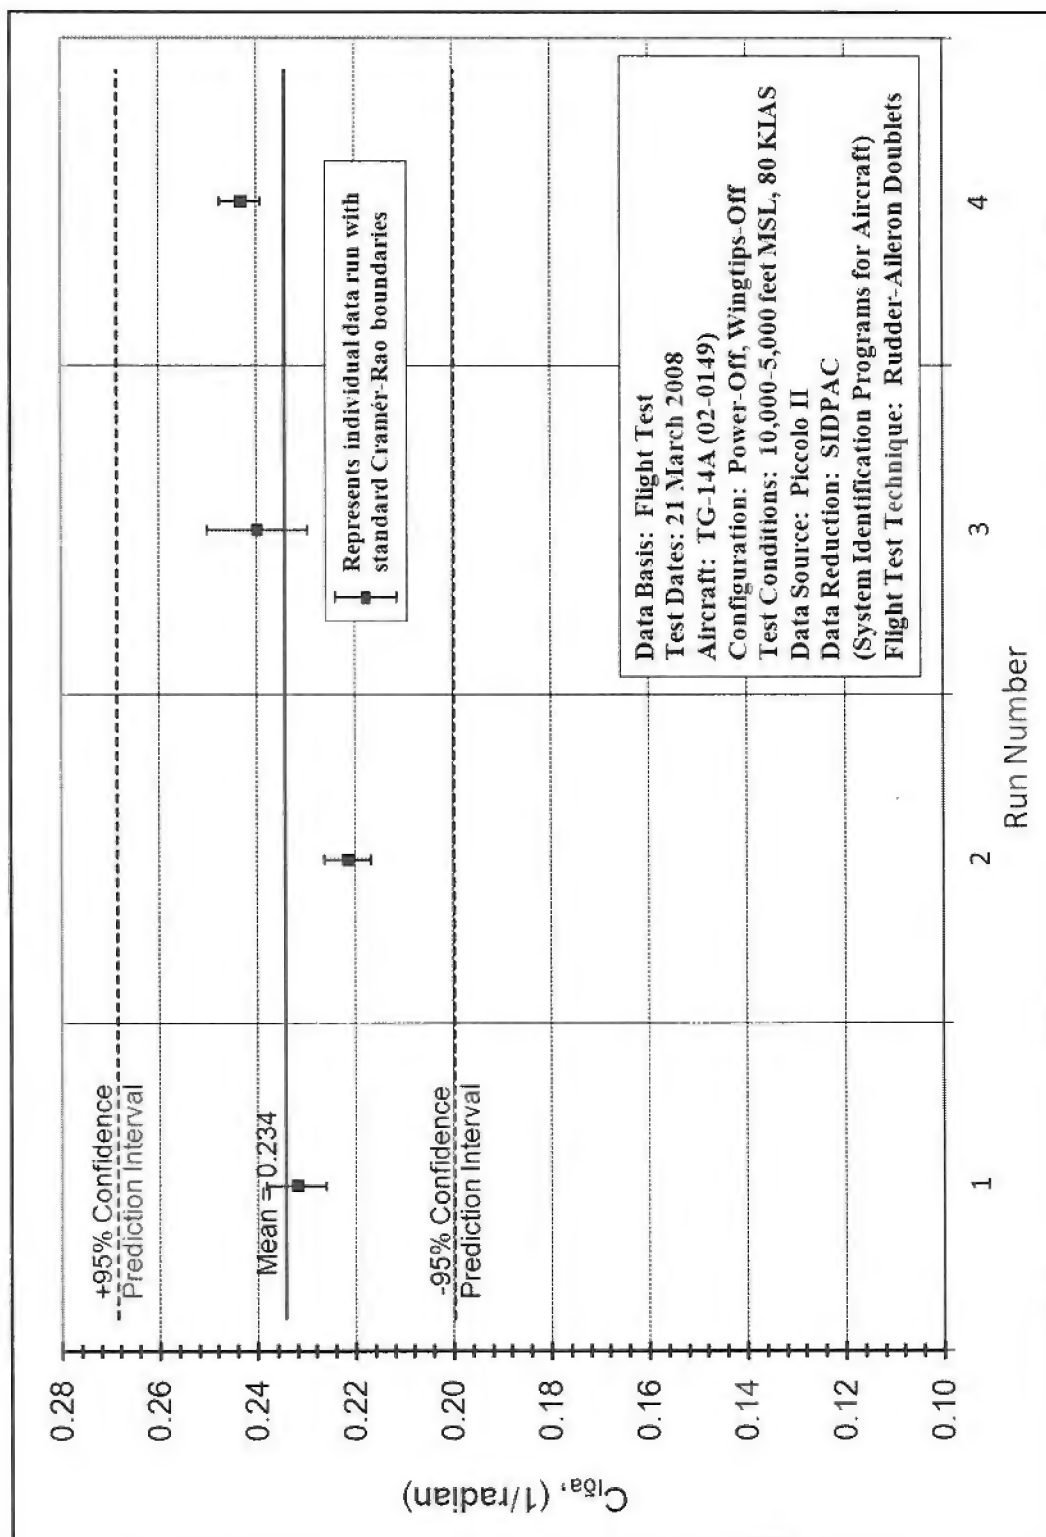 0.28
0.26
0.24
0.22
0.20
0.18
0.16
0.14
0.12
0.10
C_lδa, (1/radian)
+95% Confidence
Prediction Interval
Mean = 0.234
-95% Confidence
Prediction Interval
Represents individual data run with
standard Cramér-Rao boundaries
Data Basis: Flight Test
Test Dates: 21 March 2008
Aircraft: TG-14A (02-0149)
Configuration: Power-Off, Wingtips-Off
Test Conditions: 10,000-5,000 feet MSL, 80 KIAS
Data Source: Piccolo II
Data Reduction: SIDPAC
(System Identification Programs for Aircraft)
Flight Test Technique: Rudder-Aileron Doublets
1
2
3
4
Run Number